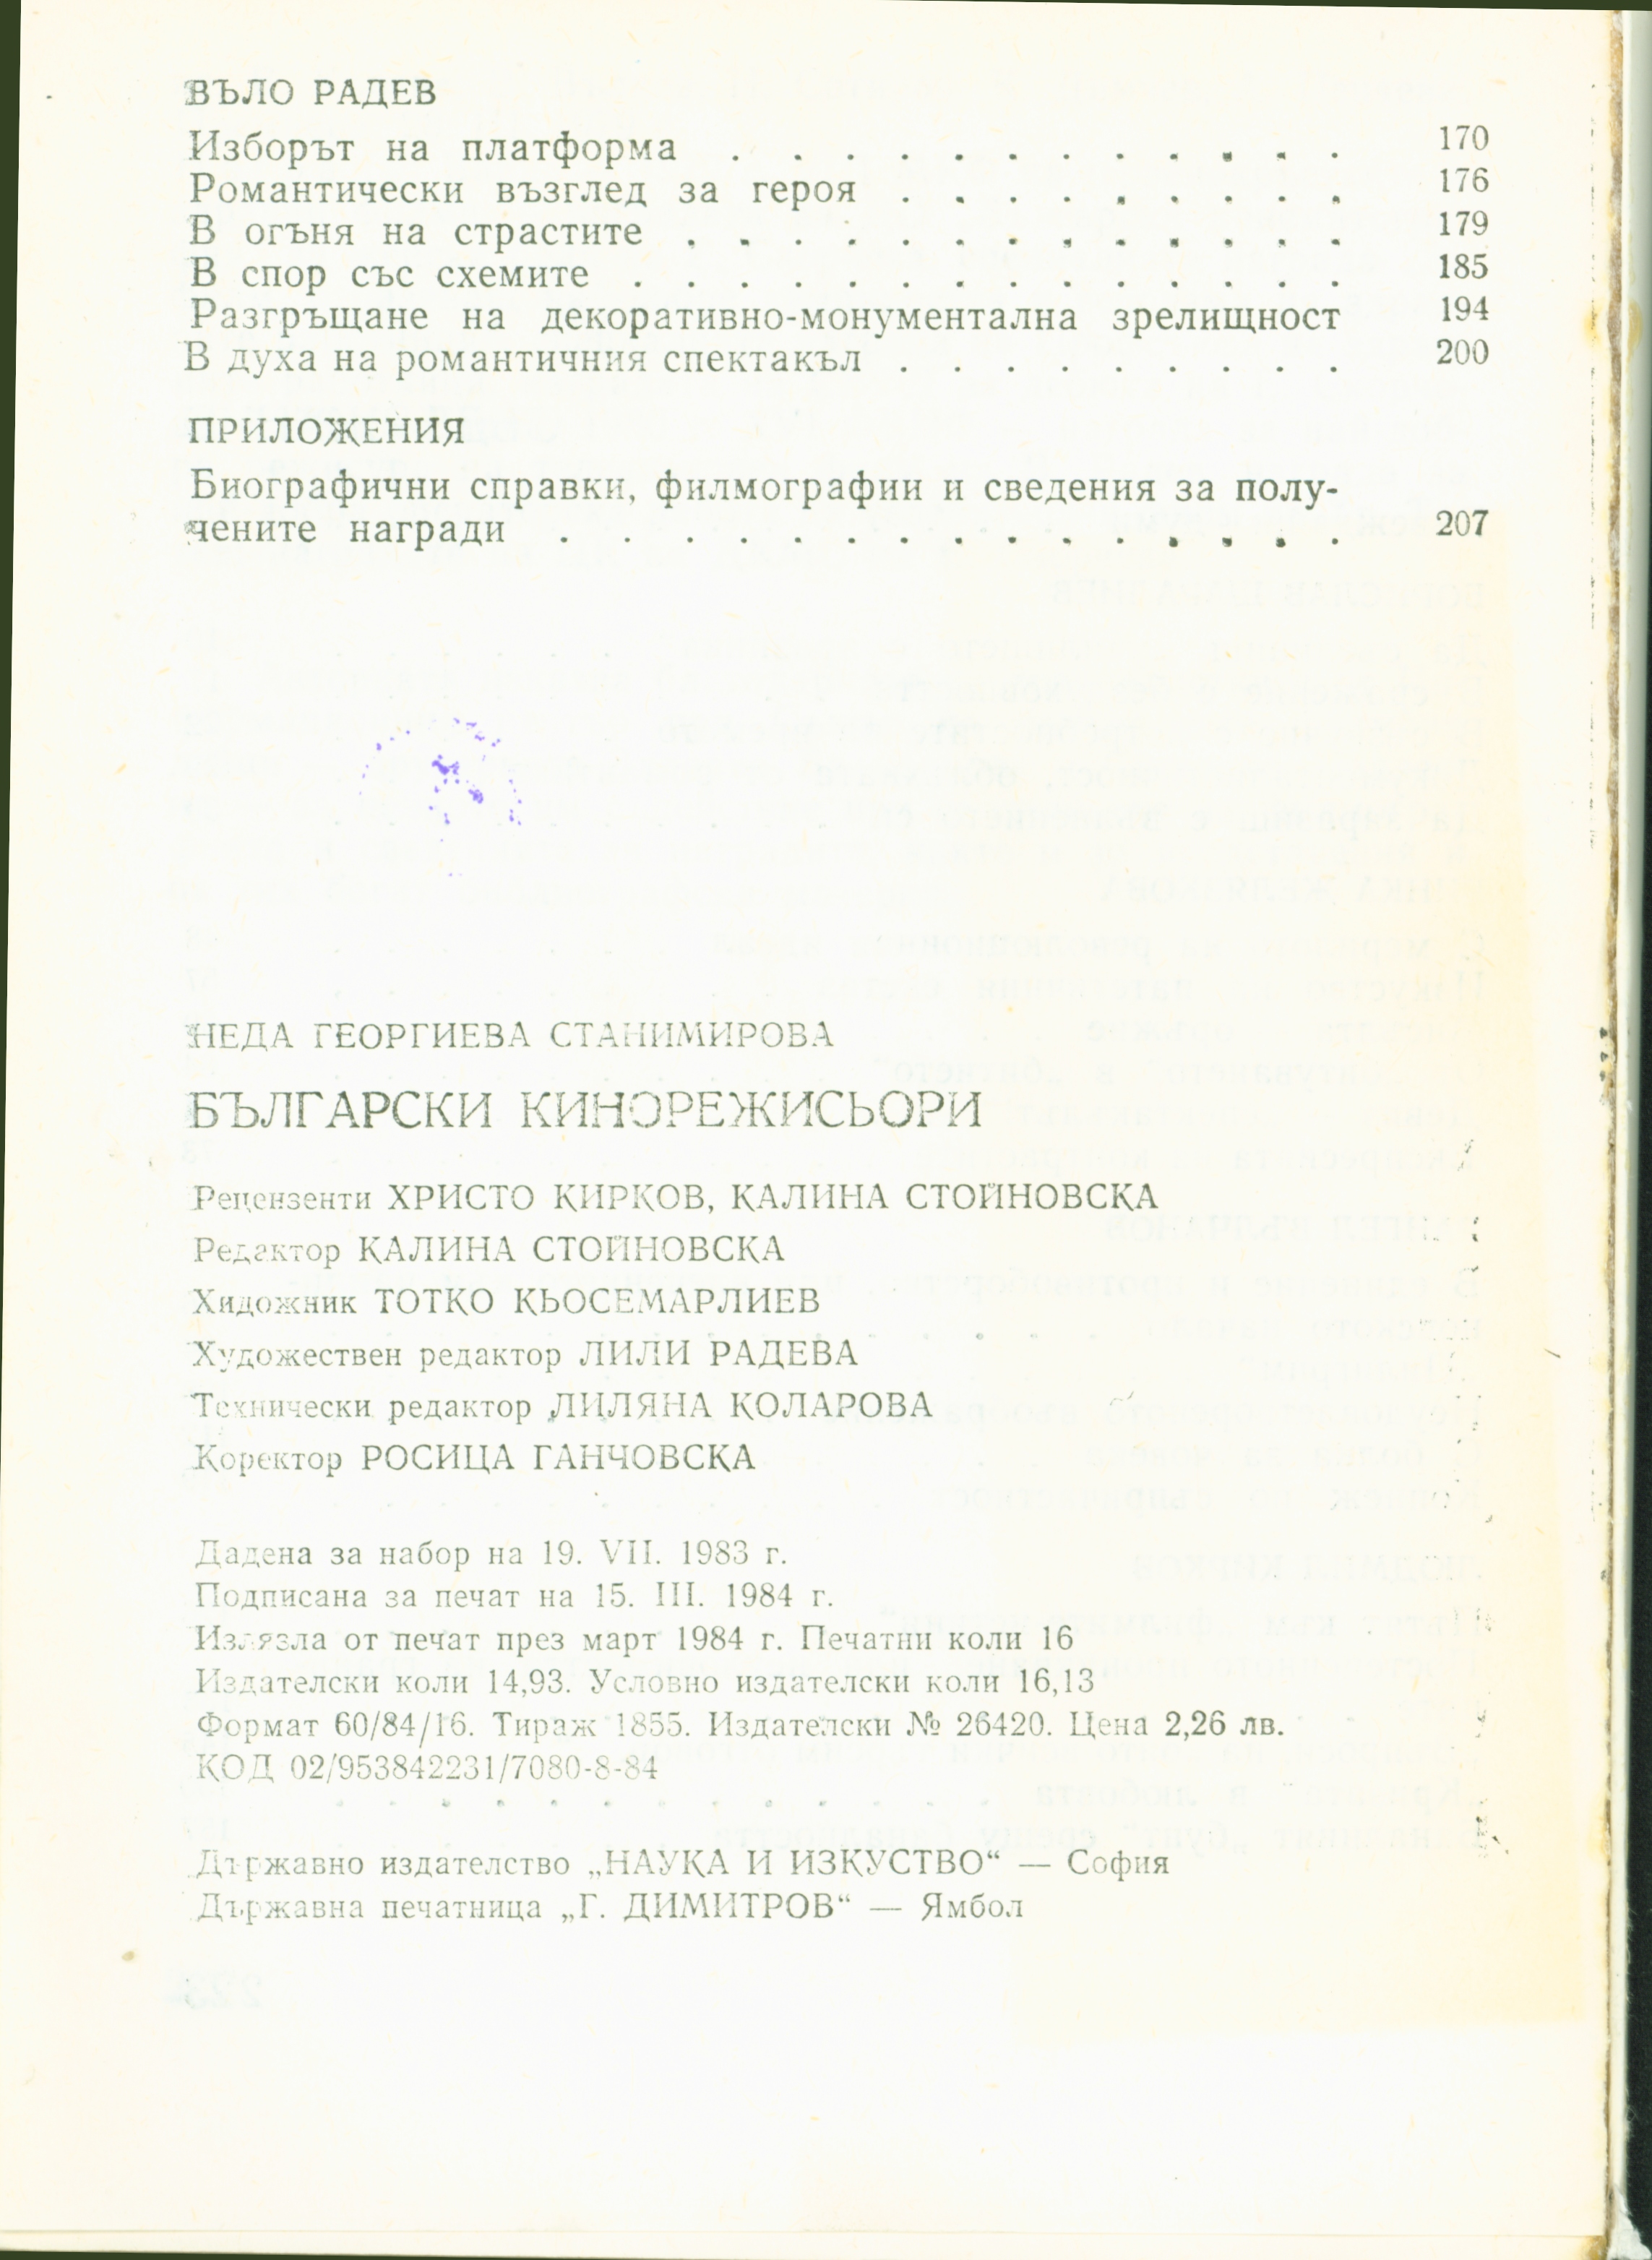 ВЪЛО РАДЕВ
Изборът на платформа . . . . . . . . . . . . 170
Романтически възглед за героя . . . . . . . . . 176
В огъня на страстите . . . . . . . . . . . . . 179
В спор със схемите . . . . . . . . . . . . . . 185
Разгръщане на декоративно-монументална зрелищност 194
В духа на романтичния спектакъл . . . . . . . . . 200
ПРИЛОЖЕНИЯ
Биографични справки, филмографии и сведения за полу-
чените награди . . . . . . . . . . . . . . . 207
НЕДА ГЕОРГИЕВА СТАНИМИРОВА
БЪЛГАРСКИ КИНОРЕЖИСЬОРИ
Рецензенти ХРИСТО КИРКОВ, КАЛИНА СТОЙНОВСКА
Редактор КАЛИНА СТОЙНОВСКА
Хидожник ТОТКО КЬОСЕМАРЛИЕВ
Художествен редактор ЛИЛИ РАДЕВА
Технически редактор ЛИЛЯНА КОЛАРОВА
Коректор РОСИЦА ГАНЧОВСКА
Дадена за набор на 19. VII. 1983 г.
Подписана за печат на 15. III. 1984 г.
Излязла от печат през март 1984 г. Печатни коли 16
Издателски коли 14,93. Условно издателски коли 16,13
Формат 60/84/16. Тираж 1855. Издателски № 26420. Цена 2,26 лв.
КОД 02/953842231/7080-8-84
Държавно издателство „НАУКА И ИЗКУСТВО“ — София
Държавна печатница „Г. ДИМИТРОВ“ — Ямбол